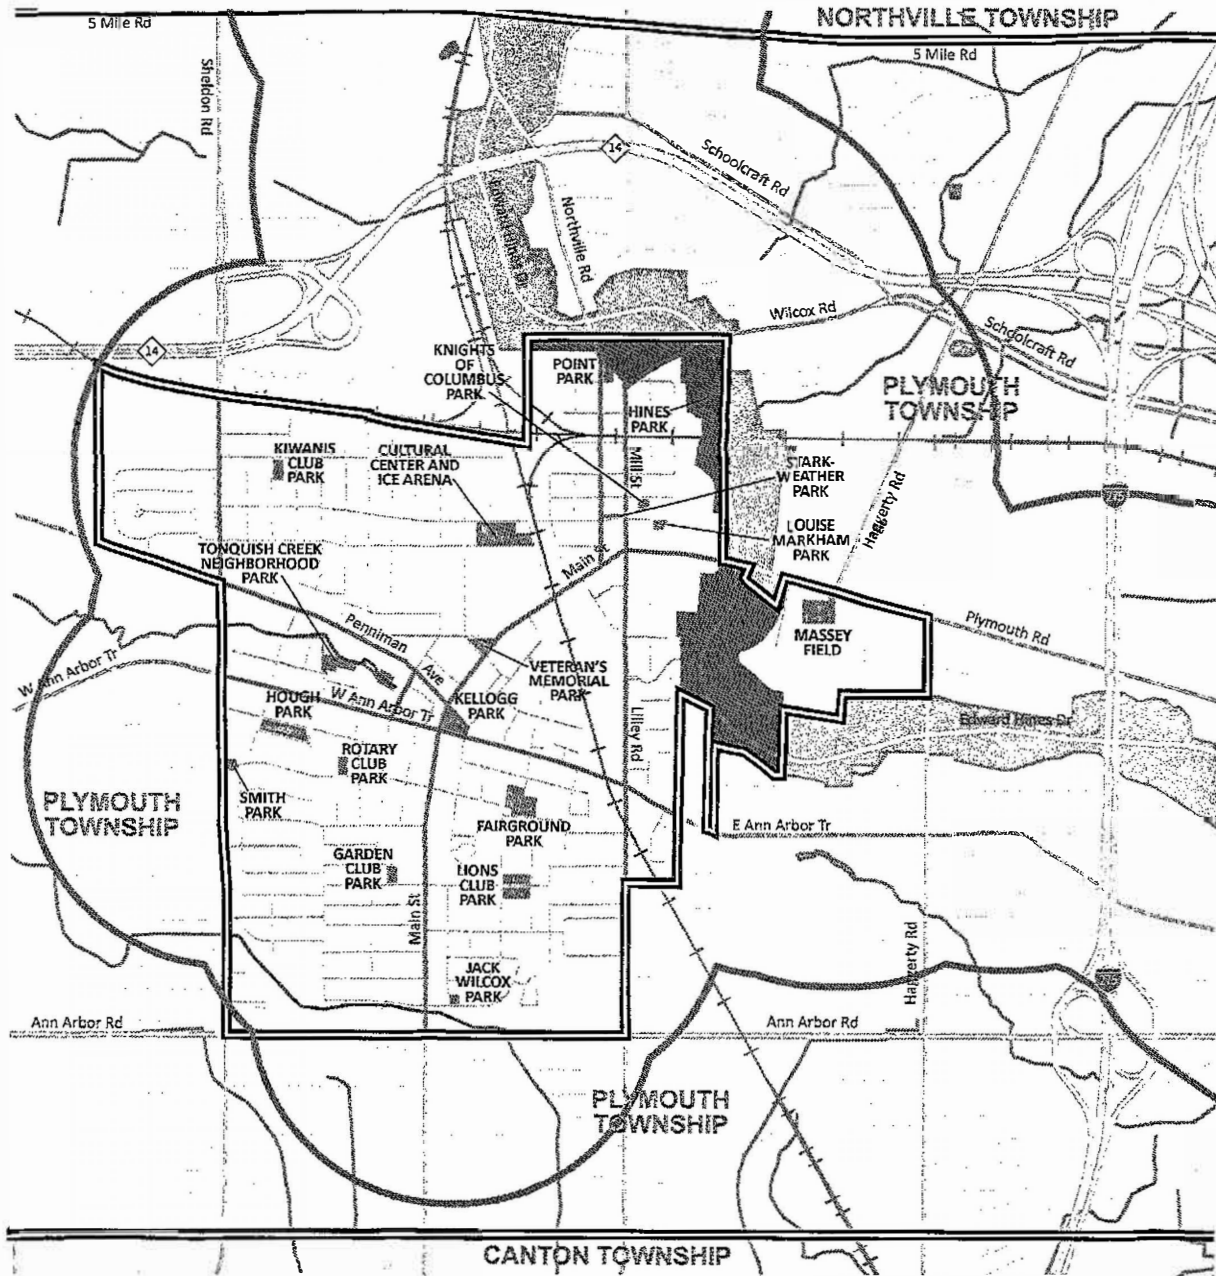 NORTHVILLE TOWNSHIP
5 Mile Rd
5 Mile Rd
Sheldon Rd
14
Schoolcraft Rd
Northville Rd
Wilcox Rd
Schoolcraft Rd
14
KNIGHTS
OF
COLUMBUS
PARK
POINT
PARK
PLYMOUTH
TOWNSHIP
HINES
PARK
KIWANIS
CLUB
PARK
CULTURAL
CENTER AND
ICE ARENA
Mill St
STARK-
WEATHER
PARK
Haggerty Rd
275
LOUISE
MARKHAM
PARK
TONQUISH CREEK
NEIGHBORHOOD
PARK
Main St
Penniman
Ave
MASSEY
FIELD
Plymouth Rd
W Ann Arbor Tr
VETERAN'S
MEMORIAL
PARK
W Ann Arbor Tr
HOUGH
PARK
KELLOGG
PARK
Lilley Rd
Edward Hines Dr
ROTARY
CLUB
PARK
SMITH
PARK
PLYMOUTH
TOWNSHIP
FAIRGROUND
PARK
E Ann Arbor Tr
GARDEN
CLUB
PARK
LIONS
CLUB
PARK
Main St
Haggerty Rd
JACK
WILCOX
PARK
275
Ann Arbor Rd
Ann Arbor Rd
PLYMOUTH
TOWNSHIP
CANTON TOWNSHIP